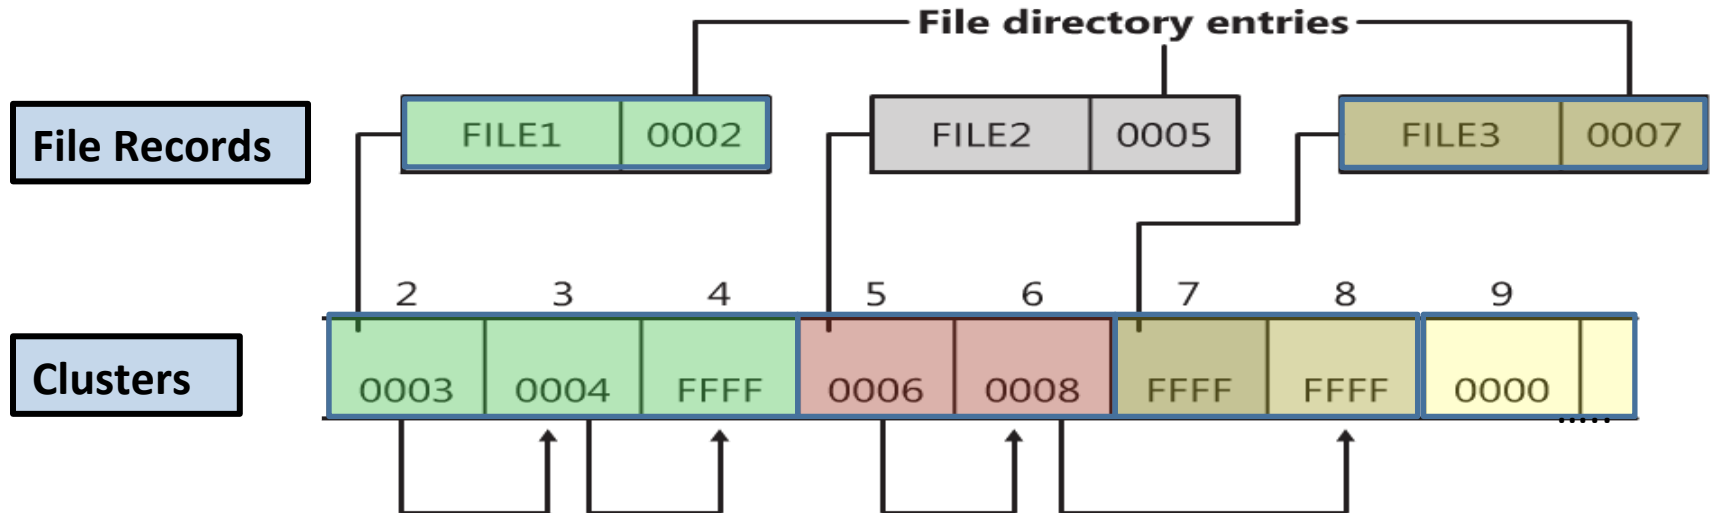 File directory entries
File Records
FILE1 0002 FILE2 0005 FILE3 0007
2 3 4 5 6 7 8 9
Clusters
0003 0004 FFFF 0006 0008 FFFF FFFF 0000
.....